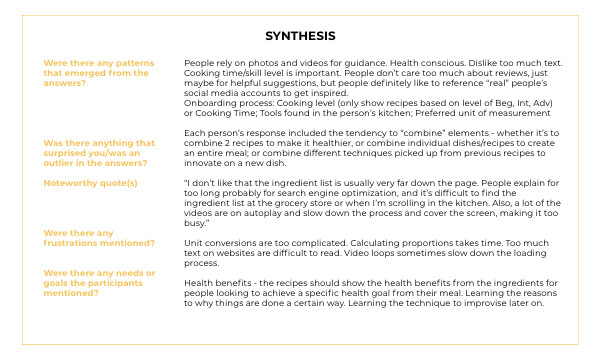 SYNTHESIS
Were there any patterns
that emerged from the
answers?
People rely on photos and videos for guidance. Health conscious. Dislike too much text.
Cooking time/skill level is important. People don't care too much about reviews, just
maybe for helpful suggestions, but people definitely like to reference "real" people's
social media accounts to get inspired.
Onboarding process: Cooking level (only show recipes based on level of Beg, Int, Adv)
or Cooking Time; Tools found in the person's kitchen; Preferred unit of measurement
Was there anything that
surprised you/was an
outlier in the answers?
Each person's response included the tendency to "combine" elements - whether it's to
combine 2 recipes to make it healthier, or combine individual dishes/recipes to create
an entire meal; or combine different techniques picked up from previous recipes to
innovate on a new dish.
Noteworthy quote(s)
"I don't like that the ingredient list is usually very far down the page. People explain for
too long probably for search engine optimization, and it's difficult to find the
ingredient list at the grocery store or when I'm scrolling in the kitchen. Also, a lot of the
videos are on autoplay and slow down the process and cover the screen, making it too
busy."
Were there any
frustrations mentioned?
Unit conversions are too complicated. Calculating proportions takes time. Too much
text on websites are difficult to read. Video loops sometimes slow down the loading
process.
Were there any needs or
goals the participants
mentioned?
Health benefits - the recipes should show the health benefits from the ingredients for
people looking to achieve a specific health goal from their meal. Learning the reasons
to why things are done a certain way. Learning the technique to improvise later on.